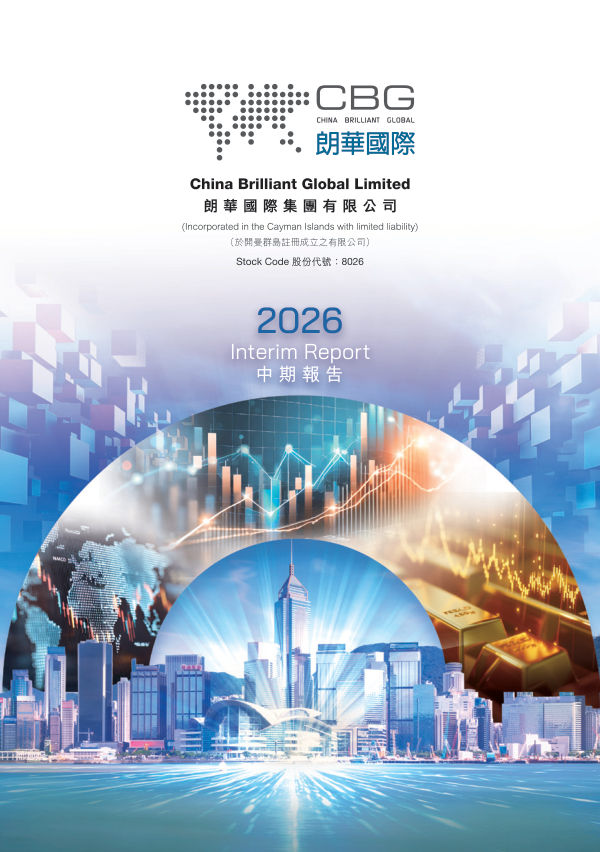 CBG
CHINA BRILLIANT GLOBAL
朗華國際
China Brilliant Global Limited
朗華國際集團有限公司
(Incorporated in the Cayman Islands with limited liability)
（於開曼群島註冊成立之有限公司）
Stock Code 股份代號：8026
2026
Interim Report
中期報告